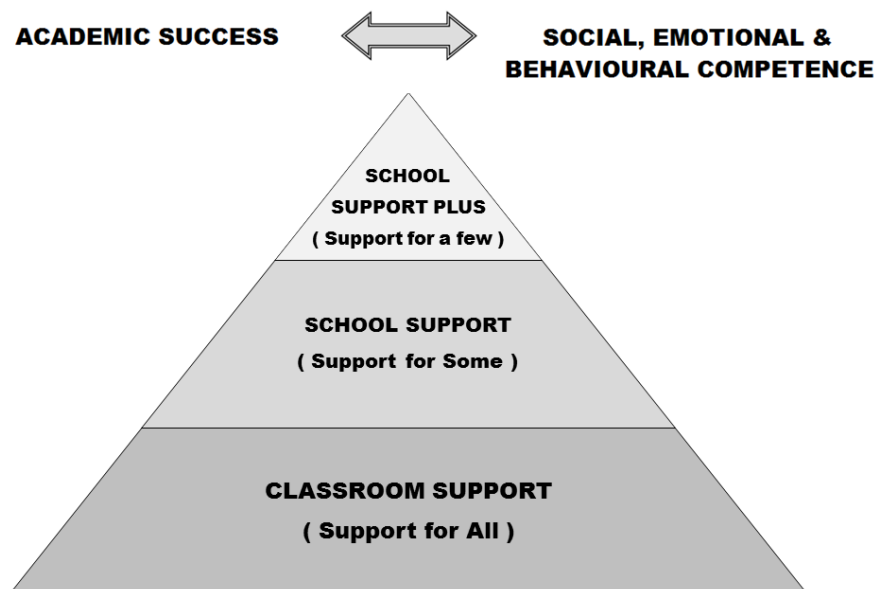 ACADEMIC SUCCESS
SOCIAL, EMOTIONAL &
BEHAVIOURAL COMPETENCE
SCHOOL
SUPPORT PLUS
( Support for a few )
SCHOOL SUPPORT
( Support for Some )
CLASSROOM SUPPORT
( Support for All )